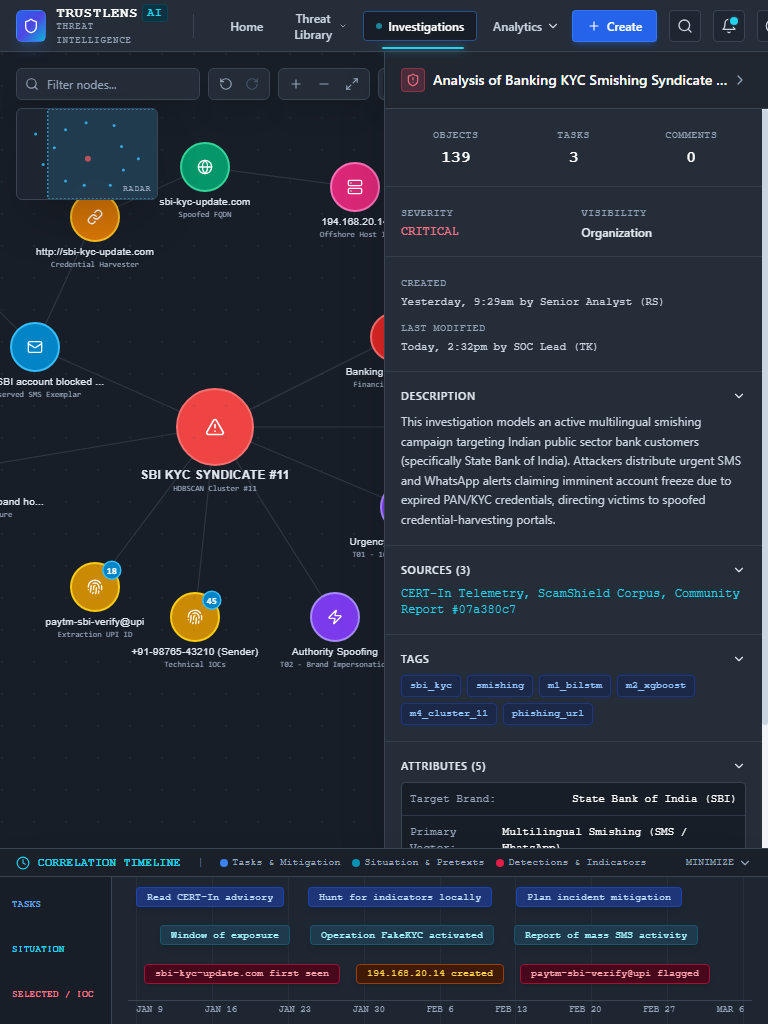 TRUSTLENS AI
THREAT
INTELLIGENCE
Home
Threat
Library
Investigations
Analytics
Create
Filter nodes...
RADAR
sbi-kyc-update.com
Spoofed FQDN
194.168.20.14
Offshore Host I
http://sbi-kyc-update.com
Credential Harvester
SBI account blocked ...
served SMS Exemplar
Banking
Financi
SBI KYC SYNDICATE #11
HDBSCAN Cluster #11
and ho...
ure
Urgenc
T01 - 1
18
paytm-sbi-verify@upi
Extraction UPI ID
45
+91-98765-43210 (Sender)
Technical IOCs
Authority Spoofing
T02 - Brand Impersonatio
Analysis of Banking KYC Smishing Syndicate ...
OBJECTS
TASKS
COMMENTS
139
3
0
SEVERITY
VISIBILITY
CRITICAL
Organization
CREATED
Yesterday, 9:29am by Senior Analyst (RS)
LAST MODIFIED
Today, 2:32pm by SOC Lead (TK)
DESCRIPTION
This investigation models an active multilingual smishing
campaign targeting Indian public sector bank customers
(specifically State Bank of India). Attackers distribute urgent SMS
and WhatsApp alerts claiming imminent account freeze due to
expired PAN/KYC credentials, directing victims to spoofed
credential-harvesting portals.
SOURCES (3)
CERT-In Telemetry, ScamShield Corpus, Community
Report #07a380c7
TAGS
sbi_kyc
smishing
m1_bilstm
m2_xgboost
m4_cluster_11
phishing_url
ATTRIBUTES (5)
Target Brand:
State Bank of India (SBI)
Primary
Vector:
Multilingual Smishing (SMS /
WhatsApp)
CORRELATION TIMELINE
Tasks & Mitigation
Situation & Pretexts
Detections & Indicators
MINIMIZE
TASKS
Read CERT-In advisory
Hunt for indicators locally
Plan incident mitigation
SITUATION
Window of exposure
Operation FakeKYC activated
Report of mass SMS activity
SELECTED / IOC
sbi-kyc-update.com first seen
194.168.20.14 created
paytm-sbi-verify@upi flagged
JAN 9
JAN 16
JAN 23
JAN 30
FEB 6
FEB 13
FEB 20
FEB 27
MAR 6